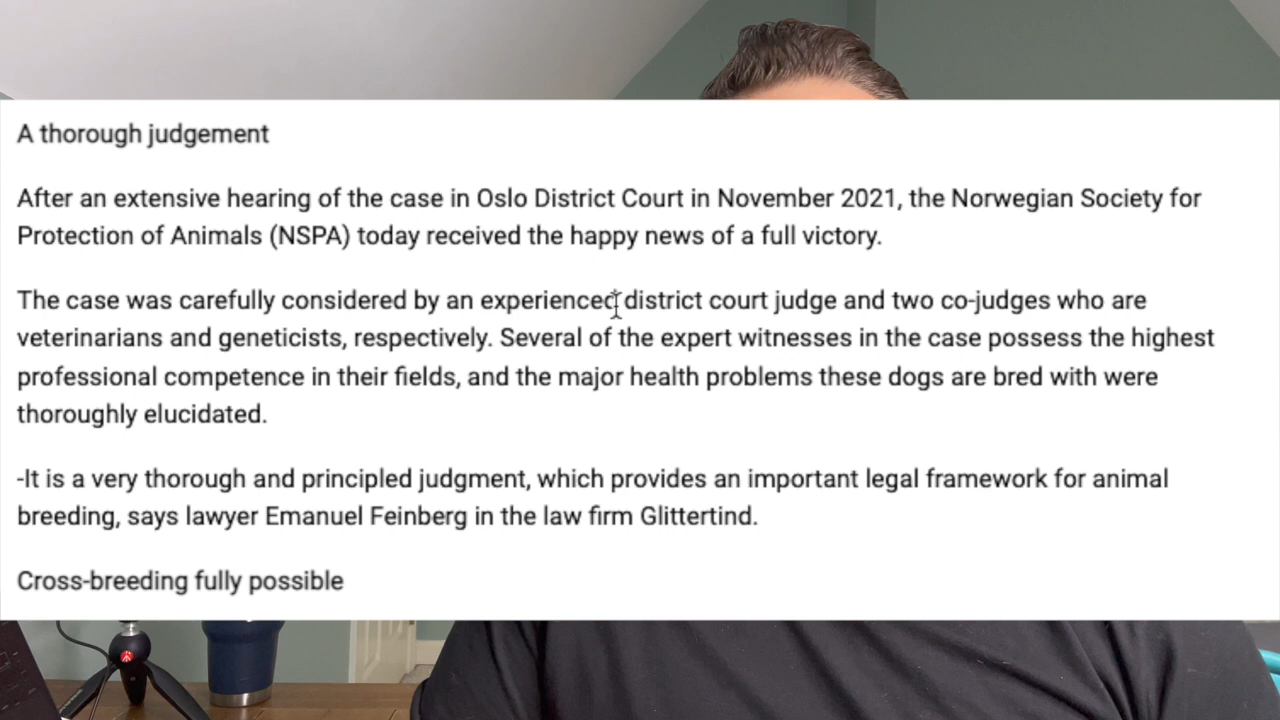 A thorough judgement
After an extensive hearing of the case in Oslo District Court in November 2021, the Norwegian Society for
Protection of Animals (NSPA) today received the happy news of a full victory.
The case was carefully considered by an experienced district court judge and two co-judges who are
veterinarians and geneticists, respectively. Several of the expert witnesses in the case possess the highest
professional competence in their fields, and the major health problems these dogs are bred with were
thoroughly elucidated.
-It is a very thorough and principled judgment, which provides an important legal framework for animal
breeding, says lawyer Emanuel Feinberg in the law firm Glittertind.
Cross-breeding fully possible